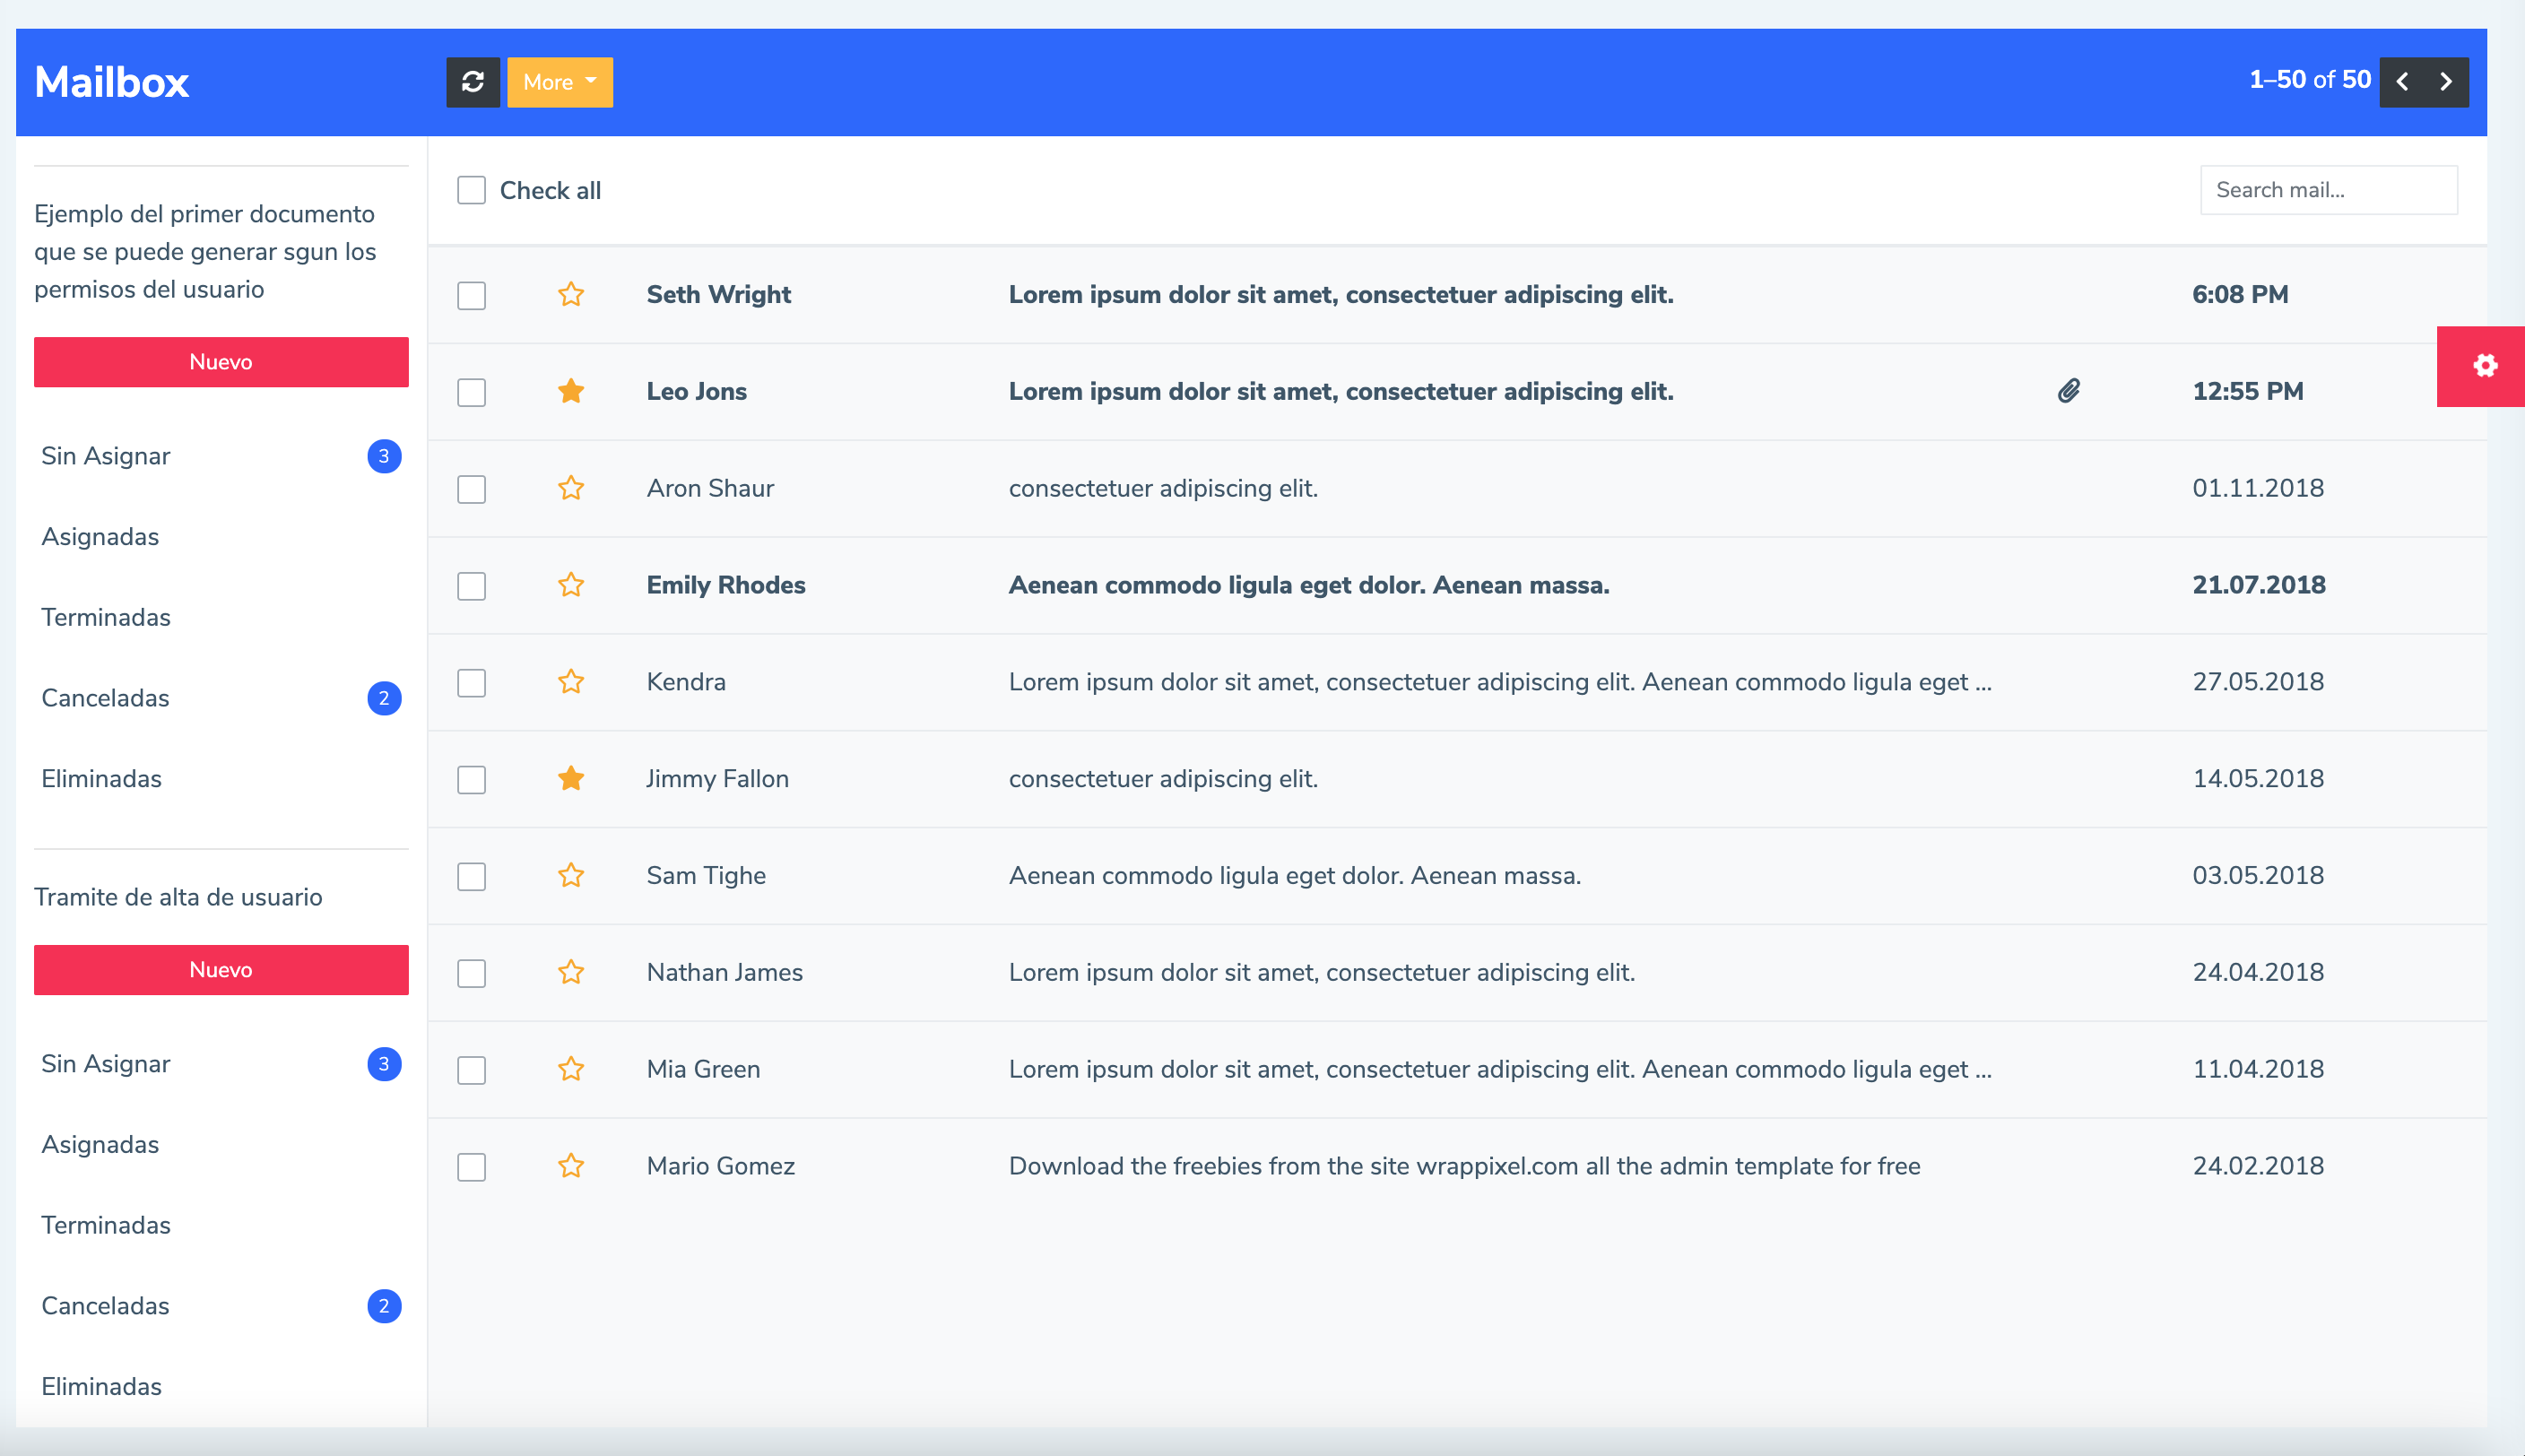 Mailbox
More
1–50 of 50
Ejemplo del primer documento
que se puede generar sgun los
permisos del usuario
Nuevo
Sin Asignar 3
Asignadas
Terminadas
Canceladas 2
Eliminadas
Tramite de alta de usuario
Nuevo
Sin Asignar 3
Asignadas
Terminadas
Canceladas 2
Eliminadas
Check all
Search mail...
Seth Wright Lorem ipsum dolor sit amet, consectetuer adipiscing elit. 6:08 PM
Leo Jons Lorem ipsum dolor sit amet, consectetuer adipiscing elit. 12:55 PM
Aron Shaur consectetuer adipiscing elit. 01.11.2018
Emily Rhodes Aenean commodo ligula eget dolor. Aenean massa. 21.07.2018
Kendra Lorem ipsum dolor sit amet, consectetuer adipiscing elit. Aenean commodo ligula eget ... 27.05.2018
Jimmy Fallon consectetuer adipiscing elit. 14.05.2018
Sam Tighe Aenean commodo ligula eget dolor. Aenean massa. 03.05.2018
Nathan James Lorem ipsum dolor sit amet, consectetuer adipiscing elit. 24.04.2018
Mia Green Lorem ipsum dolor sit amet, consectetuer adipiscing elit. Aenean commodo ligula eget ... 11.04.2018
Mario Gomez Download the freebies from the site wrappixel.com all the admin template for free 24.02.2018